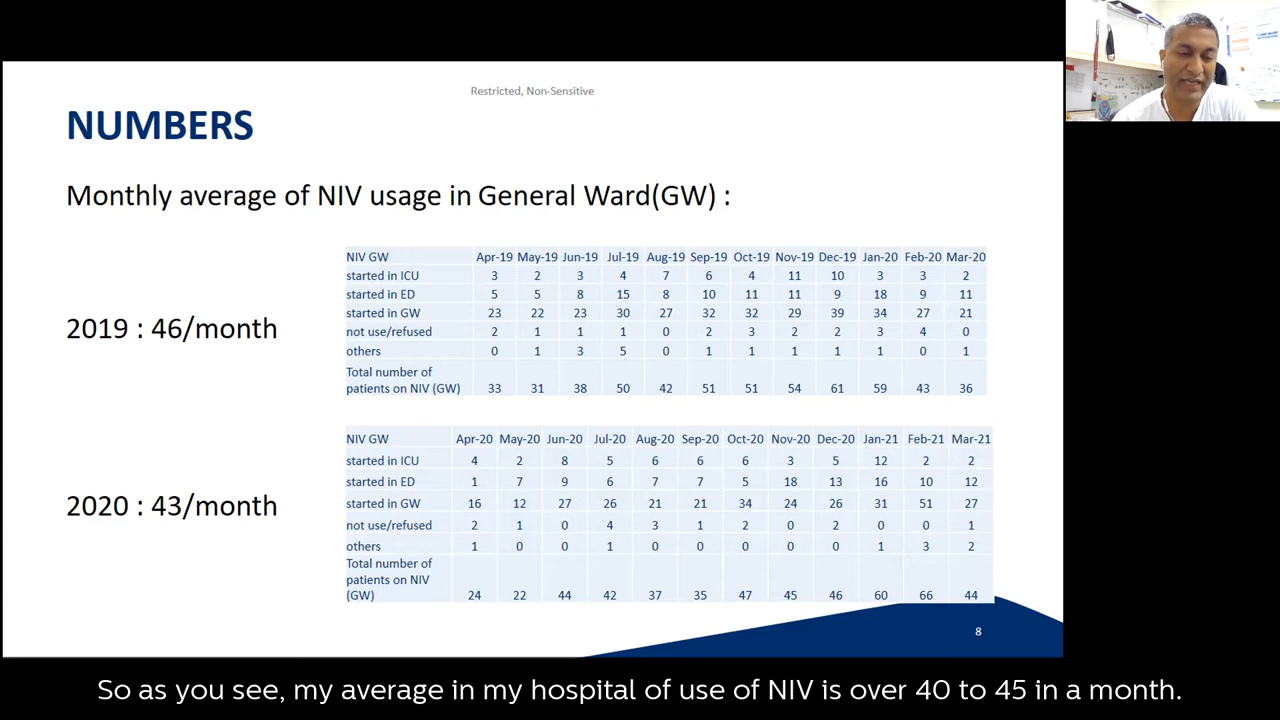 Restricted, Non-Sensitive
NUMBERS
Monthly average of NIV usage in General Ward(GW) :
NIV GW Apr-19 May-19 Jun-19 Jul-19 Aug-19 Sep-19 Oct-19 Nov-19 Dec-19 Jan-20 Feb-20 Mar-20
started in ICU 3 2 3 4 7 6 4 11 10 3 3 2
started in ED 5 5 8 15 8 10 11 11 9 18 9 11
started in GW 23 22 23 30 27 32 32 29 39 34 27 21
not use/refused 2 1 1 1 0 2 3 2 2 3 4 0
others 0 1 3 5 0 1 1 1 1 1 0 1
Total number of
patients on NIV (GW) 33 31 38 50 42 51 51 54 61 59 43 36
2019 : 46/month
NIV GW Apr-20 May-20 Jun-20 Jul-20 Aug-20 Sep-20 Oct-20 Nov-20 Dec-20 Jan-21 Feb-21 Mar-21
started in ICU 4 2 8 5 6 6 6 3 5 12 2 2
started in ED 1 7 9 6 7 7 5 18 13 16 10 12
started in GW 16 12 27 26 21 21 34 24 26 31 51 27
not use/refused 2 1 0 4 3 1 2 0 2 0 0 1
others 1 0 0 1 0 0 0 0 0 1 3 2
Total number of
patients on NIV
(GW) 24 22 44 42 37 35 47 45 46 60 66 44
2020 : 43/month
8
So as you see, my average in my hospital of use of NIV is over 40 to 45 in a month.